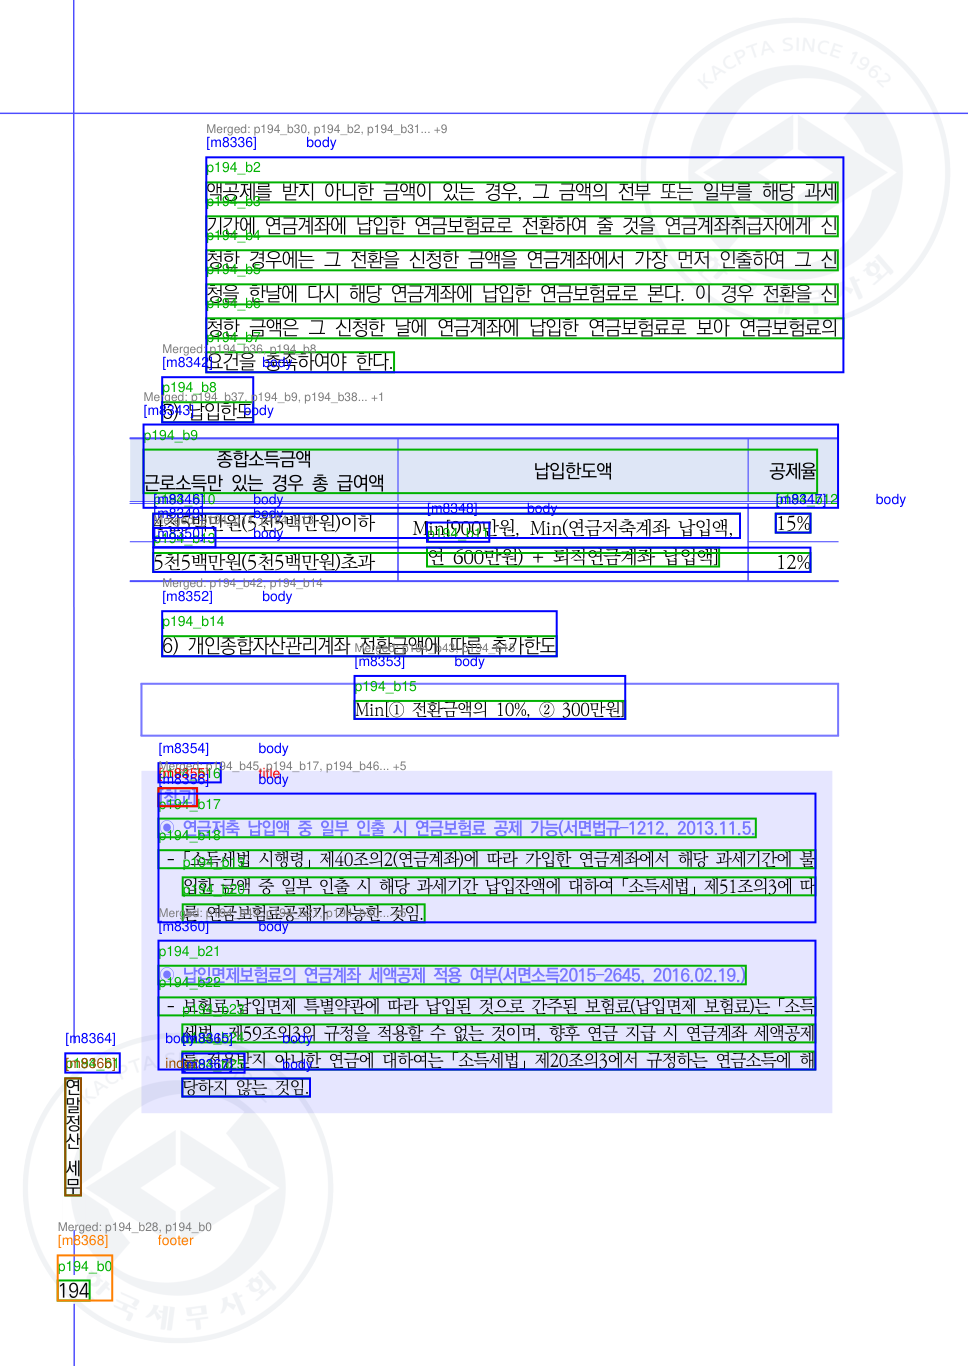 KACPTA SINCE 1962
Merged: p194_b30, p194_b2, p194_b31... +9
[m8336] body
p194_b2
액공제를 받지 아니한 금액이 있는 경우, 그 금액의 전부 또는 일부를 해당 과세
기간에 연금계좌에 납입한 연금보험료로 전환하여 줄 것을 연금계좌취급자에게 신
p194_b4
청한 경우에는 그 전환을 신청한 금액을 연금계좌에서 가장 먼저 인출하여 그 신
p194_b5
청을 한날에 다시 해당 연금계좌에 납입한 연금보험료로 본다. 이 경우 전환을 신
p194_b6
청한 금액은 그 신청한 날에 연금계좌에 납입한 연금보험료로 보아 연금보험료의
p194_b7
요건을 충족하여야 한다.
Merged: p194_b36, p194_b8
[m8342] body
p194_b8
5) 납입한도
Merged: p194_b37, p194_b9, p194_b38... +1
[m8343] body
p194_b9
종합소득금액
근로소득만 있는 경우 총 급여액
납입한도액
공제율
[m8346] body
[m8347] body
[m8348] body
4천5백만원(5천5백만원)이하
Min[900만원, Min(연금저축계좌 납입액,
연 600만원) + 퇴직연금계좌 납입액]
15%
[m8350] body
p194_b13
5천5백만원(5천5백만원)초과
12%
Merged: p194_b42, p194_b14
[m8352] body
p194_b14
6) 개인종합자산관리계좌 전환금액에 따른 추가한도
[m8353] body
p194_b15
Min[① 전환금액의 10%, ② 300만원]
[m8354] body
Merged: p194_b45, p194_b17, p194_b46... +5
[m8355] title
[m8356] body
참고
p194_b17
◉ 연금저축 납입액 중 일부 인출 시 연금보험료 공제 가능(서면법규-1212, 2013.11.5.
p194_b18
- 「소득세법 시행령」 제40조의2(연금계좌)에 따라 가입한 연금계좌에서 해당 과세기간에 불
입한 금액 중 일부 인출 시 해당 과세기간 납입잔액에 대하여 「소득세법」 제51조의3에 따
른 연금보험료공제가 가능한 것임.
[m8360] body
p194_b21
◉ 납입면제보험료의 연금계좌 세액공제 적용 여부(서면소득2015-2645, 2016.02.19.)
p194_b22
- 보험료 납입면제 특별약관에 따라 납입된 것으로 간주된 보험료(납입면제 보험료)는 「소득
세법」 제59조의3의 규정을 적용할 수 없는 것이며, 향후 연금 지급 시 연금계좌 세액공제
를 적용받지 아니한 연금에 대하여는 「소득세법」 제20조의3에서 규정하는 연금소득에 해
당하지 않는 것임.
[m8364] body
[m8365] body
연말정산 세무
Merged: p194_b28, p194_b0
[m8368] footer
p194_b0
194
한국세무사회